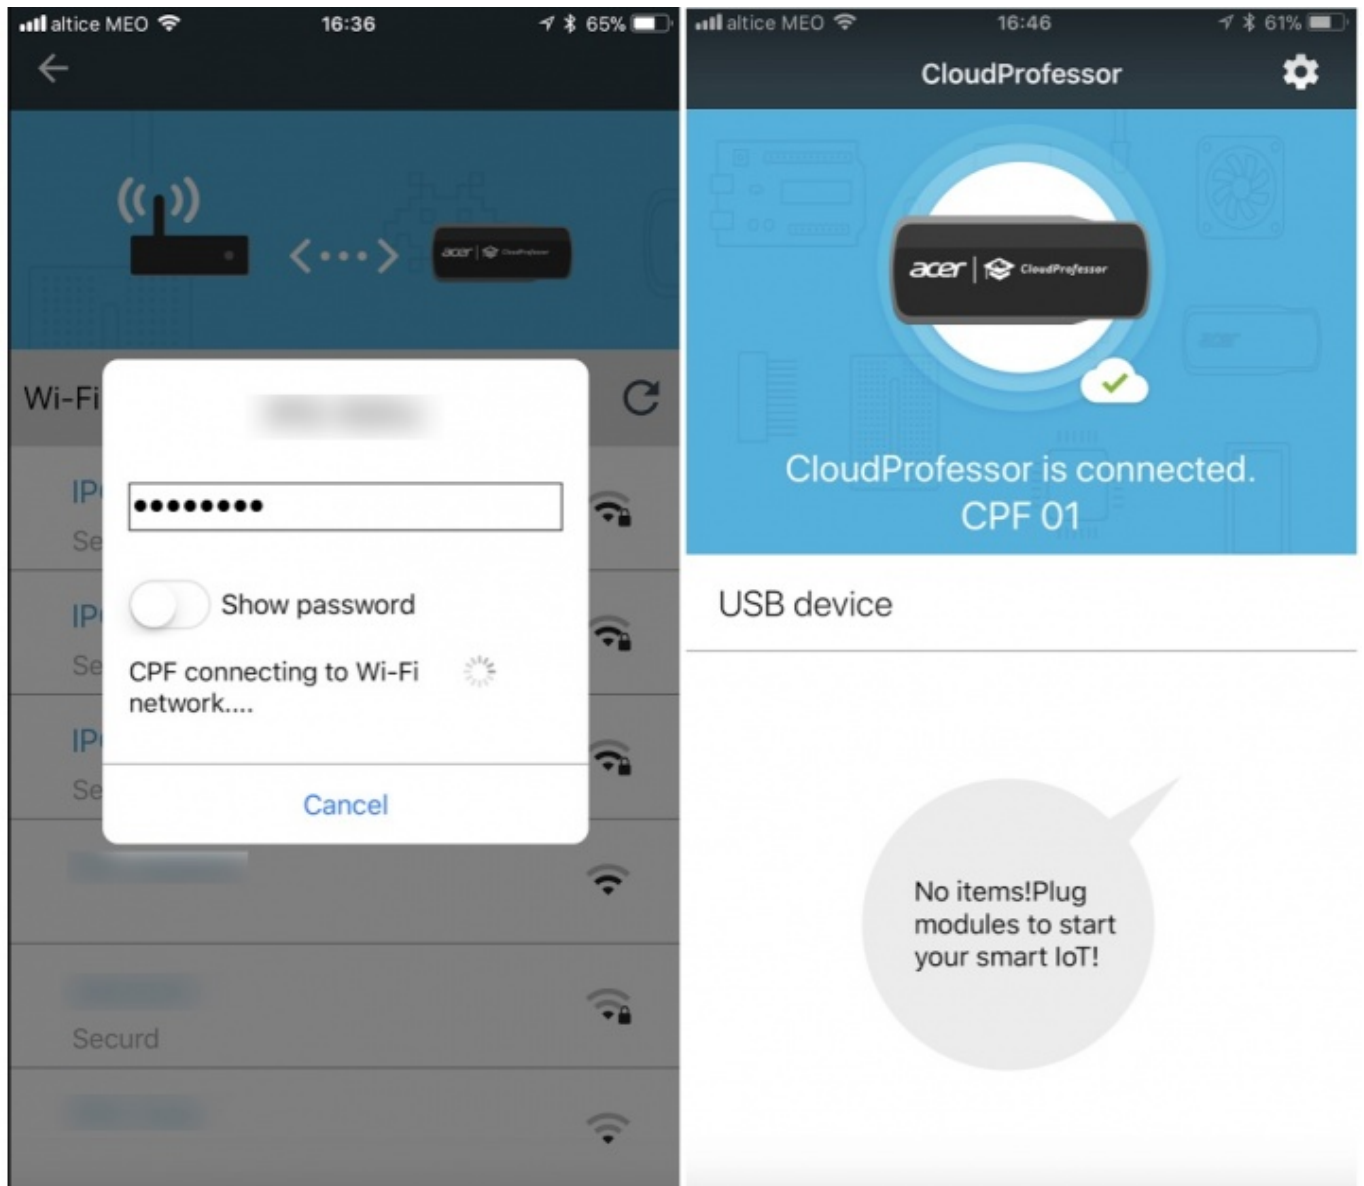 altice MEO 16:36 65%
acer CloudProfessor
Wi-Fi
IP
Se
••••••••
Show password
IP
Se
CPF connecting to Wi-Fi
network....
IP
Se
Cancel
Securd
altice MEO 16:46 61%
CloudProfessor
acer CloudProfessor
acer
CloudProfessor is connected.
CPF 01
USB device
No items!Plug
modules to start
your smart IoT!